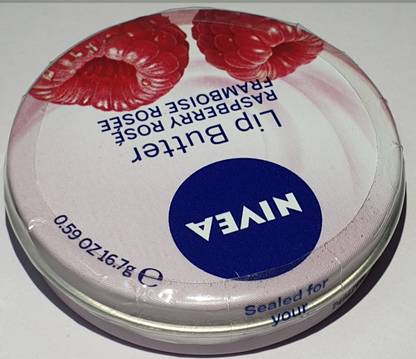 NIVEA
Lip Butter
RASPBERRY ROSÉ
FRAMBOISE ROSÉE
0.59 OZ 16.7g ℮
Sealed for
your